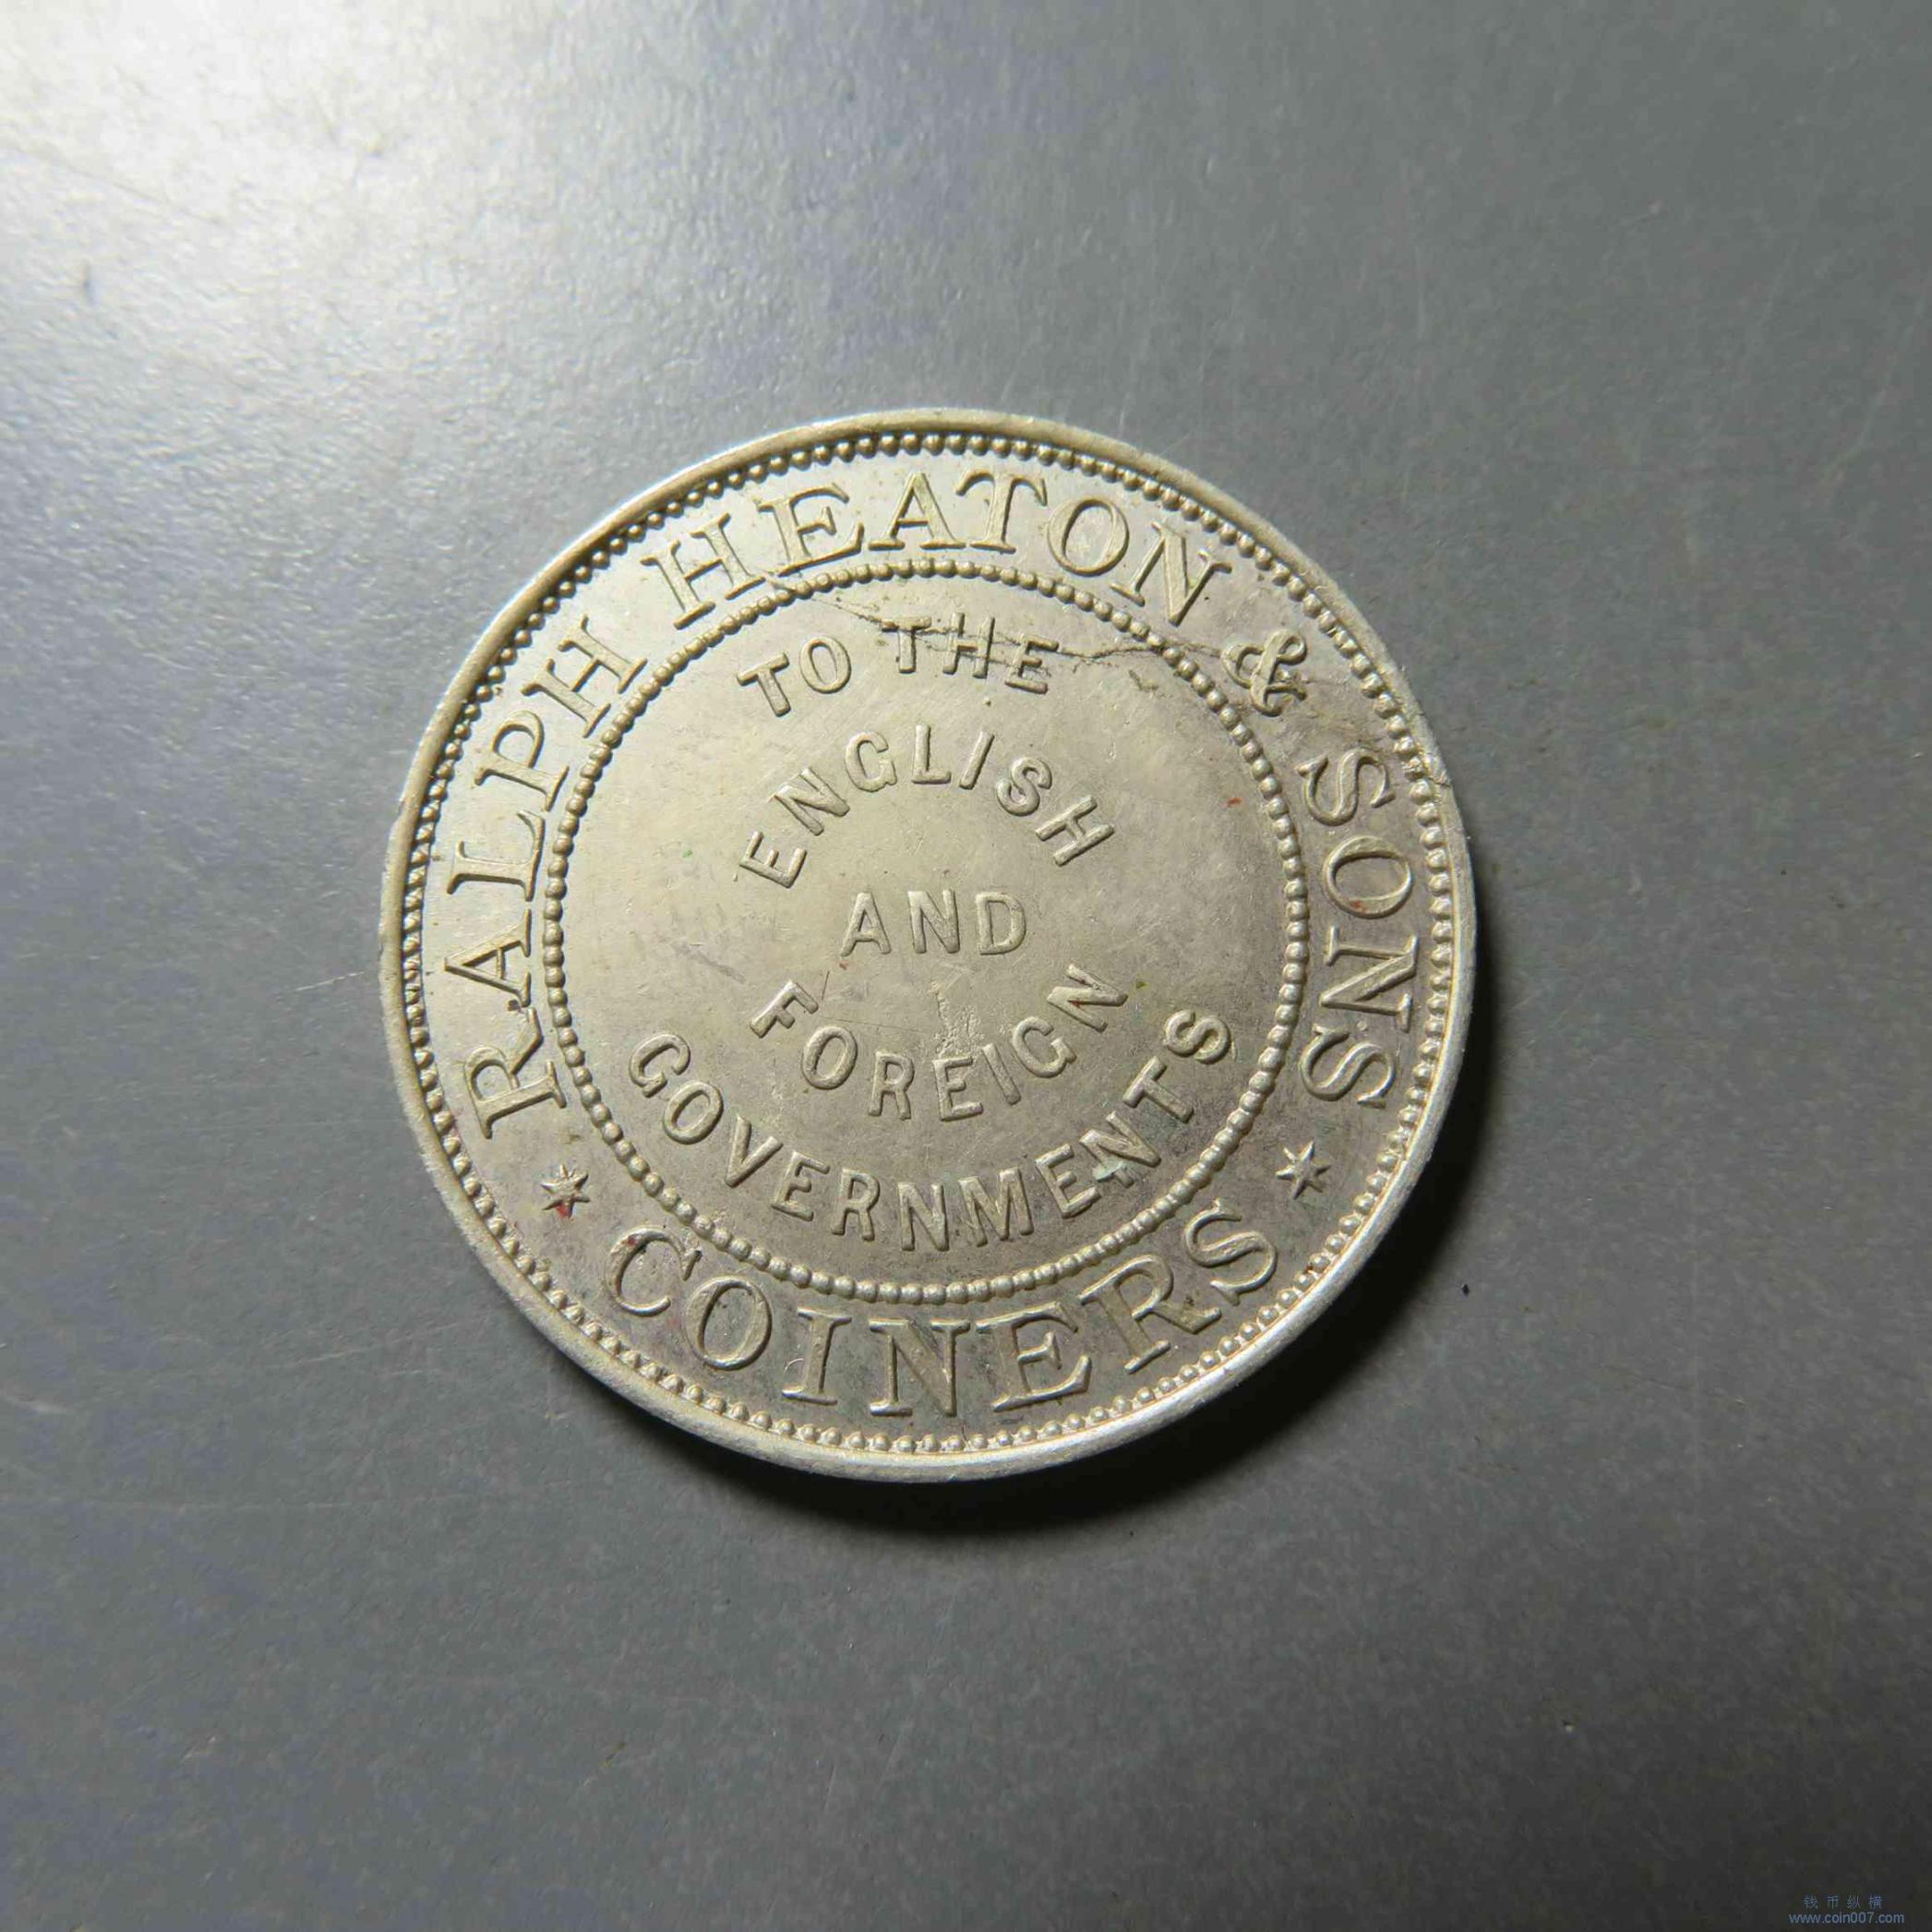 RALPH HEATON & SONS
TO THE
ENGLISH
AND
FOREIGN
GOVERNMENTS
* COINERS *
钱币纵横
www.coin007.com